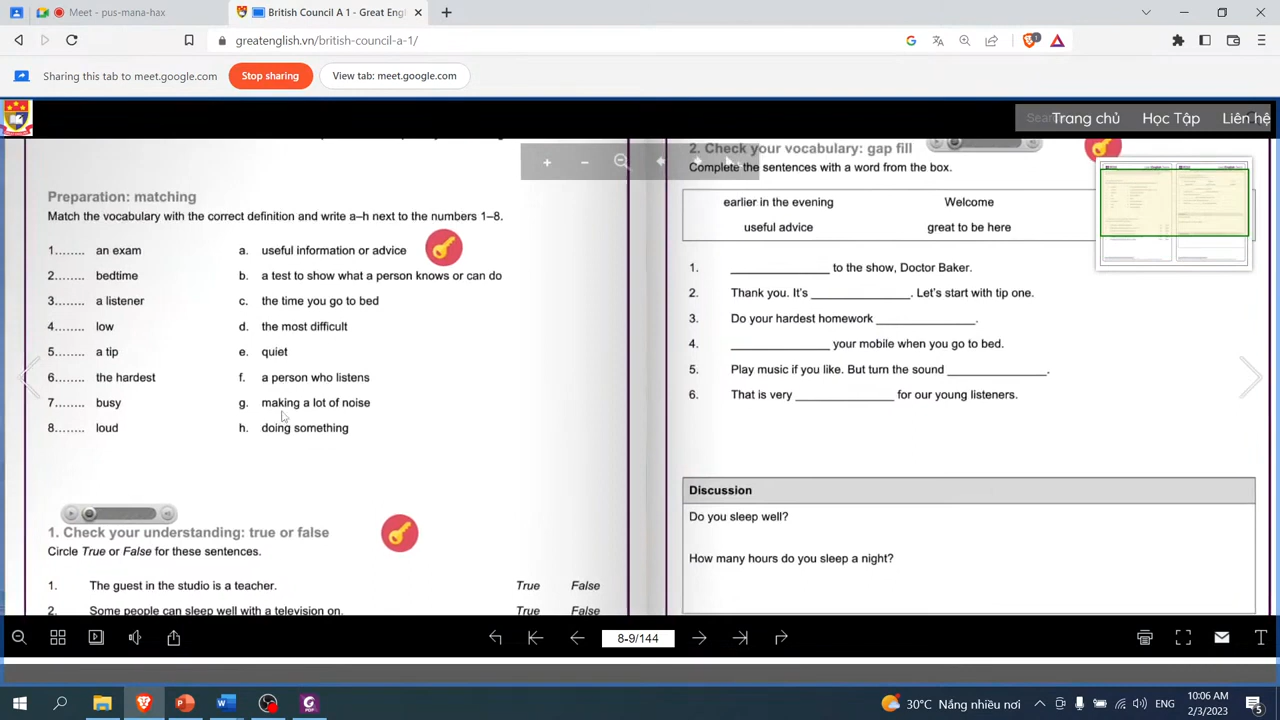 Meet - pus-mana-hax
British Council A 1 - Great Engl
greatenglish.vn/british-council-a-1/
1
Sharing this tab to meet.google.com
Stop sharing
View tab: meet.google.com
Trang chủ
Học Tập
Liên hệ
Preparation: matching
Match the vocabulary with the correct definition and write a–h next to the numbers 1–8.
1........ an exam a. useful information or advice
2........ bedtime b. a test to show what a person knows or can do
3........ a listener c. the time you go to bed
4........ low d. the most difficult
5........ a tip e. quiet
6........ the hardest f. a person who listens
7........ busy g. making a lot of noise
8........ loud h. doing something
1. Check your understanding: true or false
Circle True or False for these sentences.
1. The guest in the studio is a teacher. True False
2. Some people can sleep well with a television on. True False
2. Check your vocabulary: gap fill
Complete the sentences with a word from the box.
earlier in the evening Welcome
useful advice great to be here
1. ________________ to the show, Doctor Baker.
2. Thank you. It's ________________. Let's start with tip one.
3. Do your hardest homework ________________.
4. ________________ your mobile when you go to bed.
5. Play music if you like. But turn the sound ________________.
6. That is very ________________ for our young listeners.
Discussion
Do you sleep well?
How many hours do you sleep a night?
8-9/144
30°C Nắng nhiều nơi
ENG
10:06 AM
2/3/2023
5